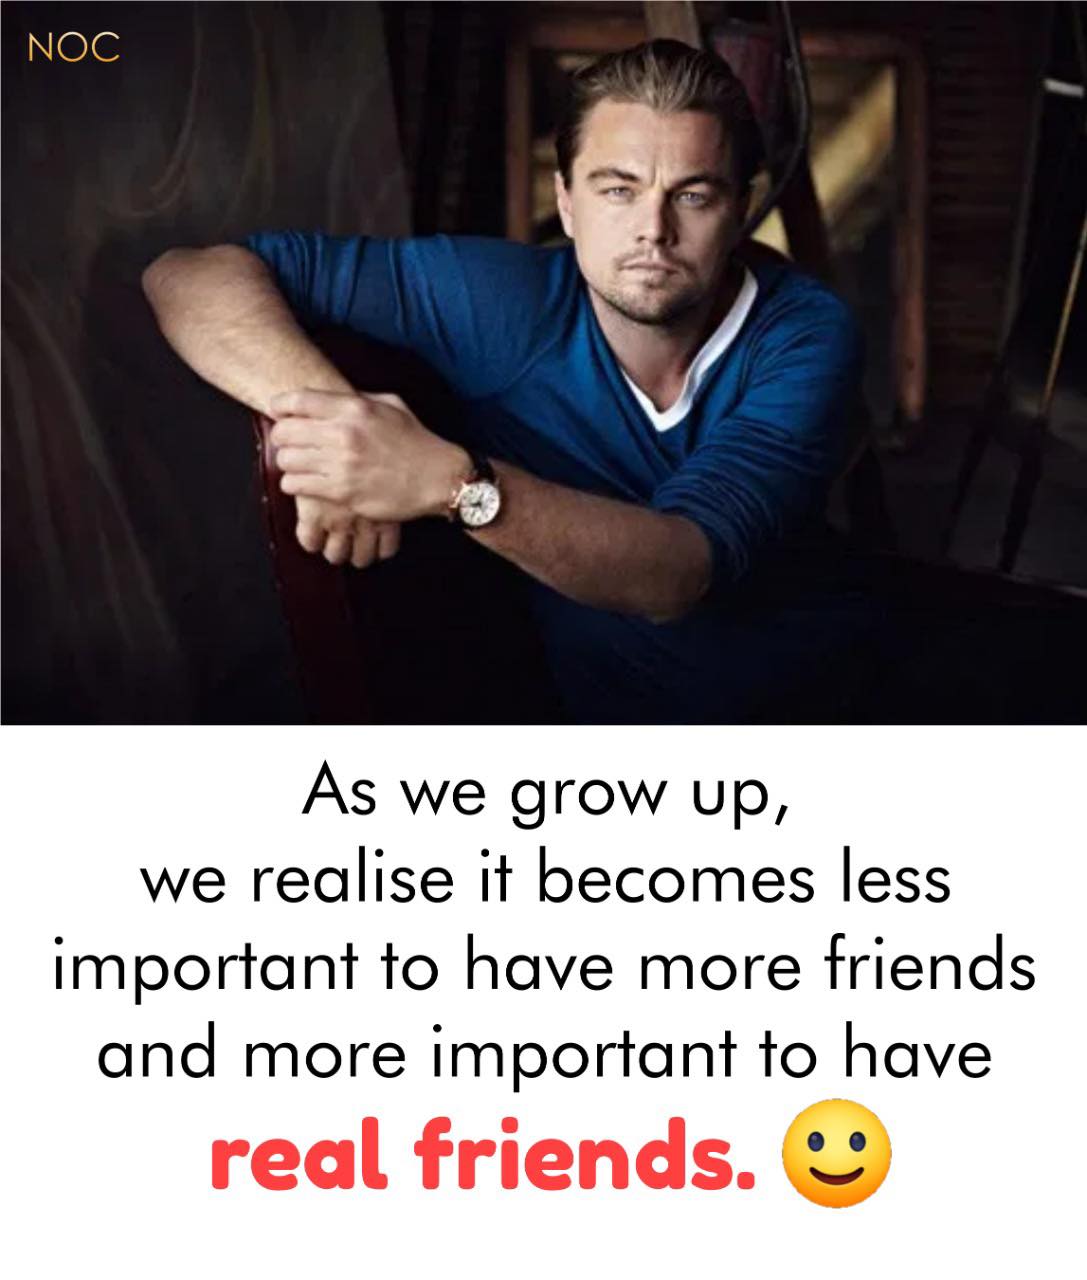 NOC
As we grow up,
we realise it becomes less
important to have more friends
and more important to have
real friends. 🙂